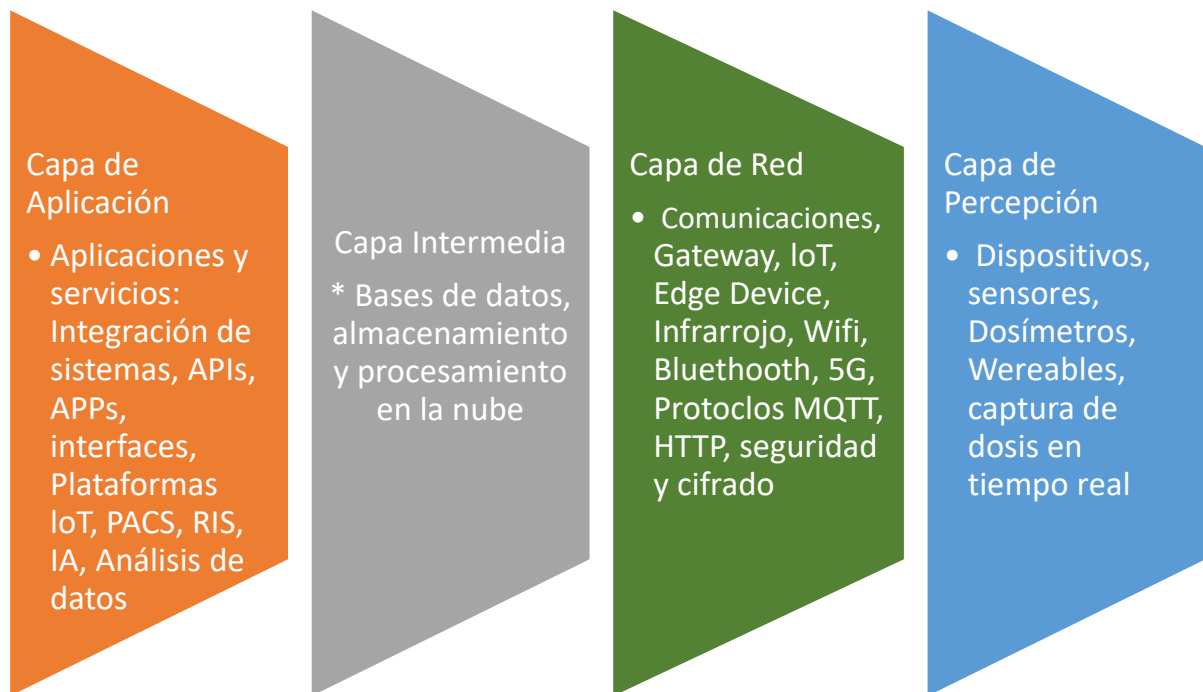 Capa de
Aplicación
• Aplicaciones y
servicios:
Integración de
sistemas, APIs,
APPs,
interfaces,
Plataformas
loT, PACS, RIS,
IA, Análisis de
datos
Capa Intermedia
* Bases de datos,
almacenamiento
y procesamiento
en la nube
Capa de Red
• Comunicaciones,
Gateway, loT,
Edge Device,
Infrarrojo, Wifi,
Bluethooth, 5G,
Protoclos MQTT,
HTTP, seguridad
y cifrado
Capa de
Percepción
• Dispositivos,
sensores,
Dosímetros,
Wereables,
captura de
dosis en
tiempo real